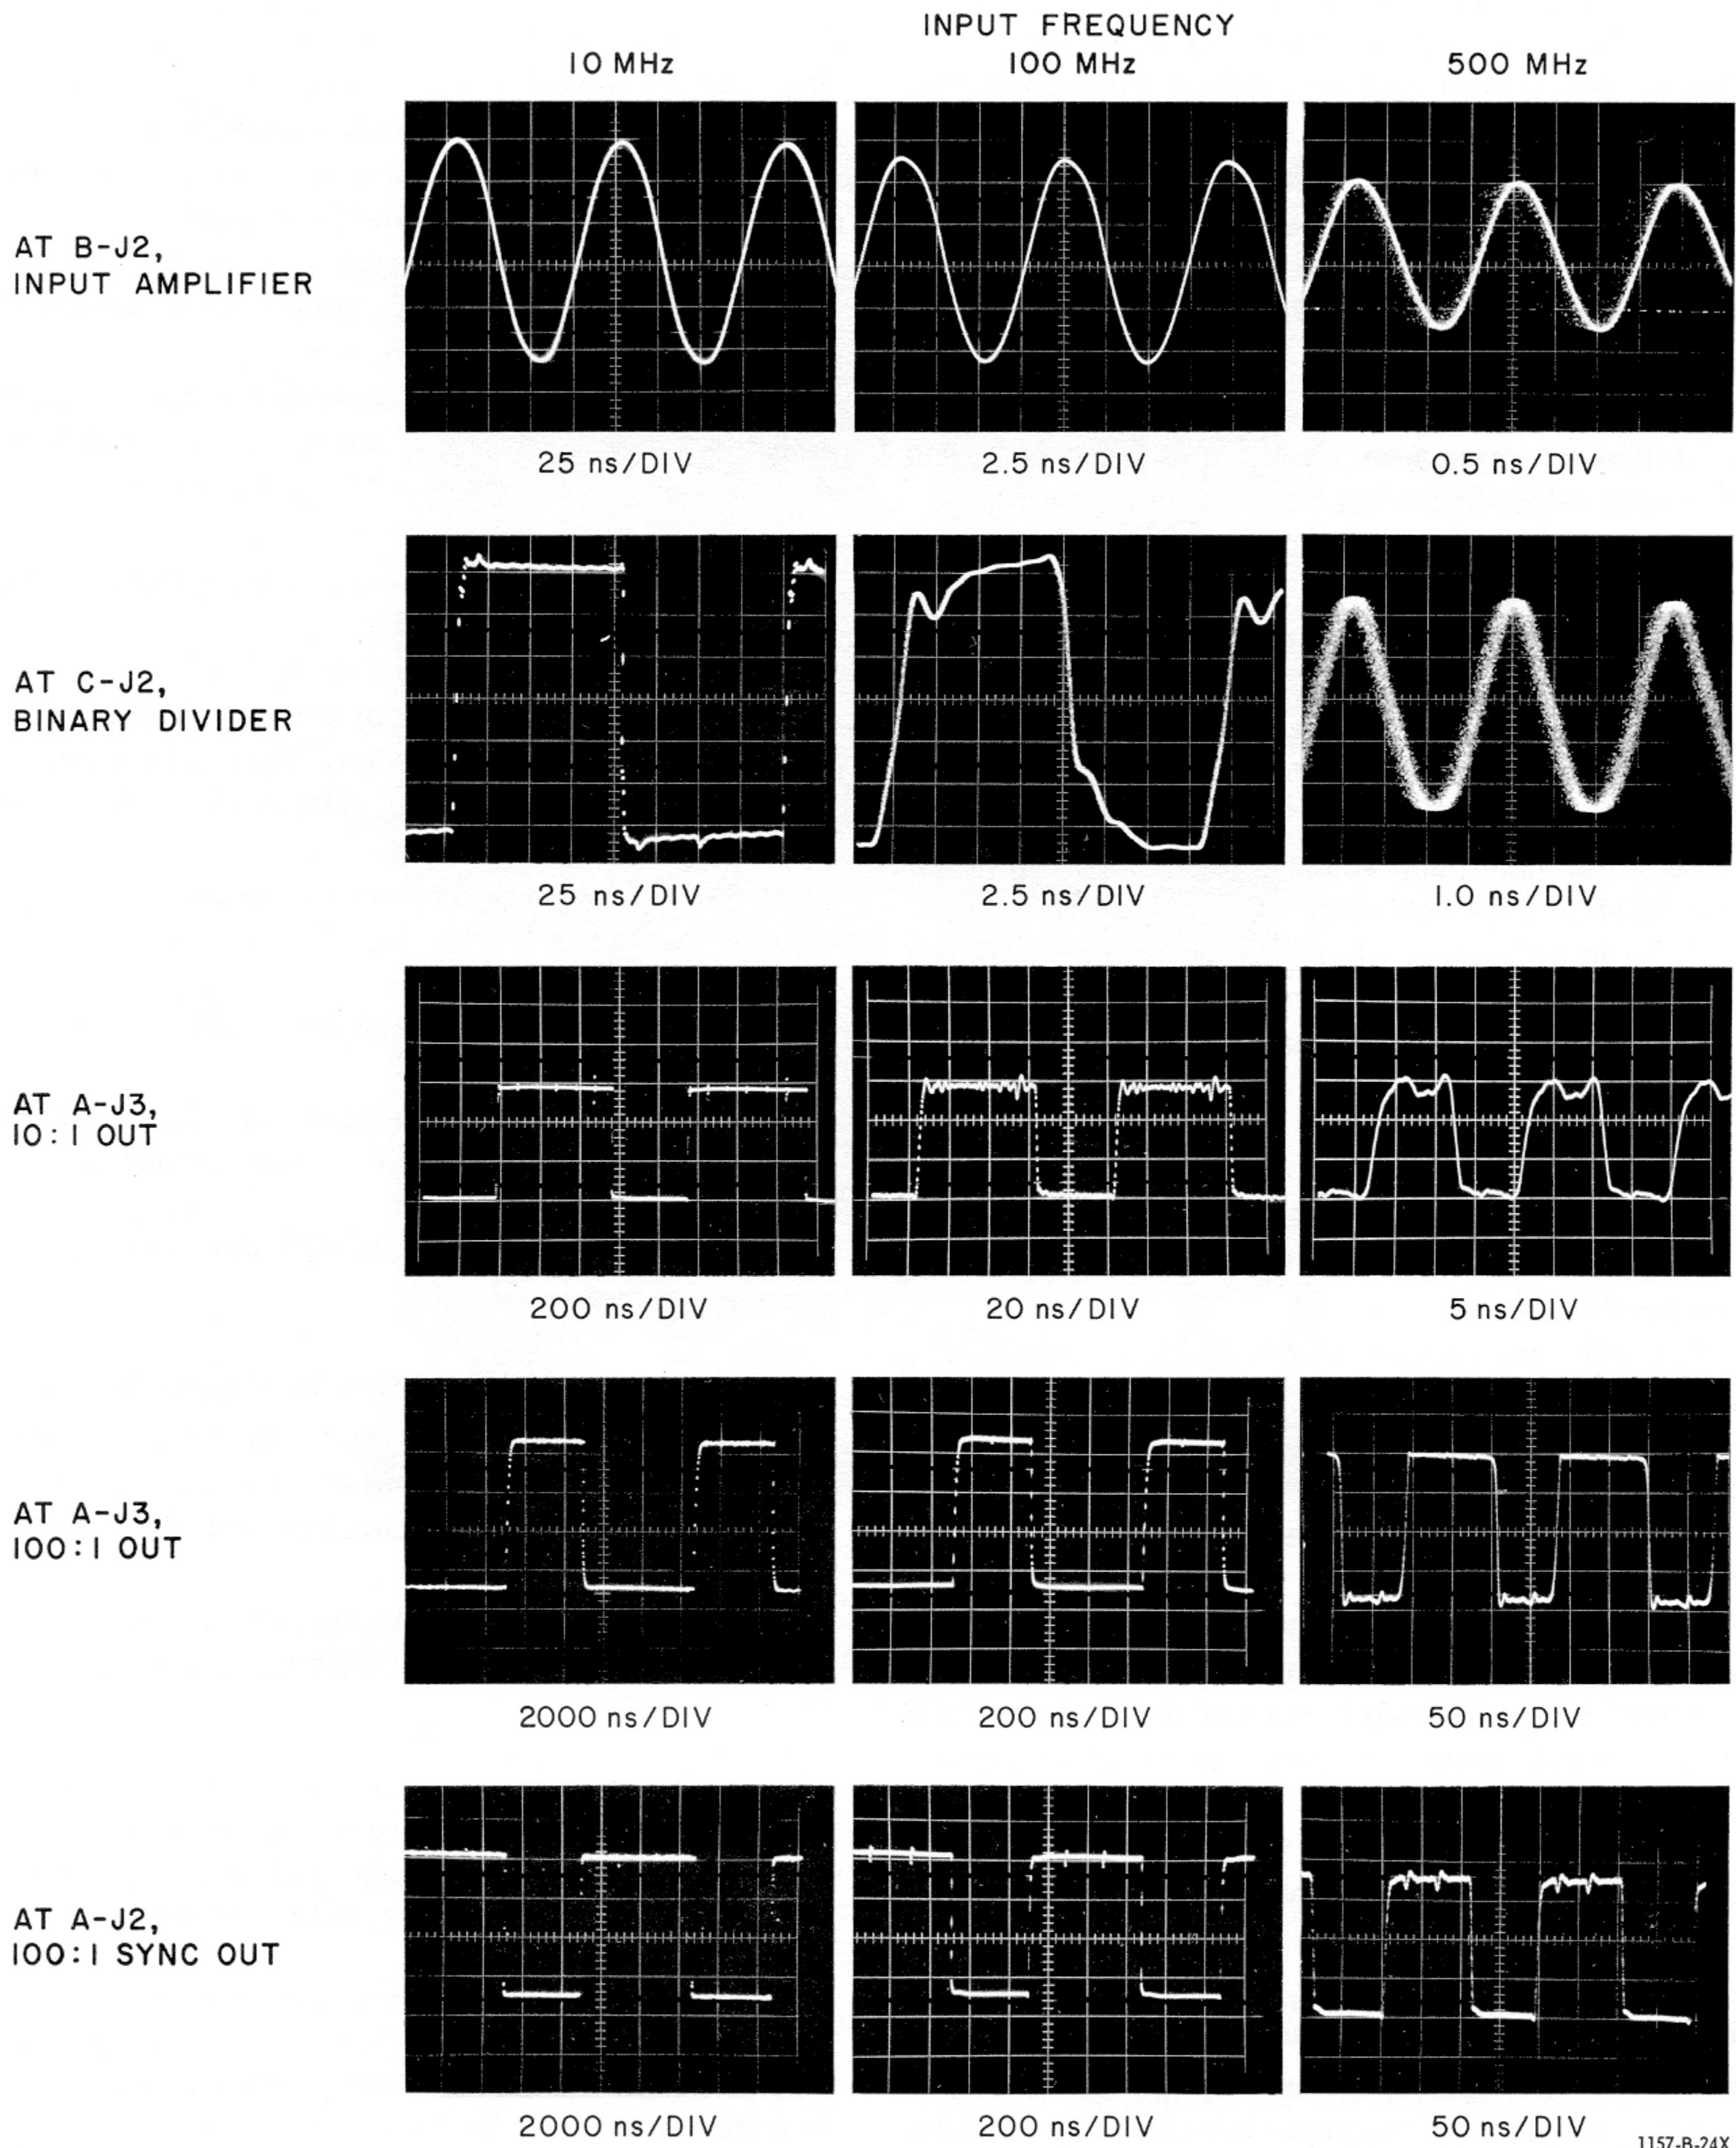 INPUT FREQUENCY
10 MHz 100 MHz 500 MHz
AT B-J2,
INPUT AMPLIFIER
25 ns/DIV 2.5 ns/DIV 0.5 ns/DIV
AT C-J2,
BINARY DIVIDER
25 ns/DIV 2.5 ns/DIV 1.0 ns/DIV
AT A-J3,
10:1 OUT
200 ns/DIV 20 ns/DIV 5 ns/DIV
AT A-J3,
100:1 OUT
2000 ns/DIV 200 ns/DIV 50 ns/DIV
AT A-J2,
100:1 SYNC OUT
2000 ns/DIV 200 ns/DIV 50 ns/DIV
1157-B-24X